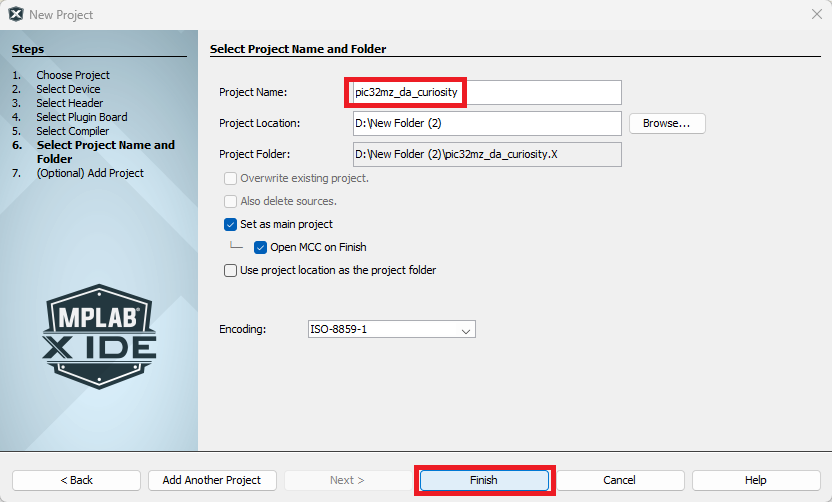 New Project
Steps
1. Choose Project
2. Select Device
3. Select Header
4. Select Plugin Board
5. Select Compiler
6. Select Project Name and
Folder
7. (Optional) Add Project
MPLAB®
X IDE
Select Project Name and Folder
Project Name: pic32mz_da_curiosity
Project Location: D:\New Folder (2) Browse...
Project Folder: D:\New Folder (2)\pic32mz_da_curiosity.X
Overwrite existing project.
Also delete sources.
Set as main project
Open MCC on Finish
Use project location as the project folder
Encoding: ISO-8859-1
< Back Add Another Project Next > Finish Cancel Help